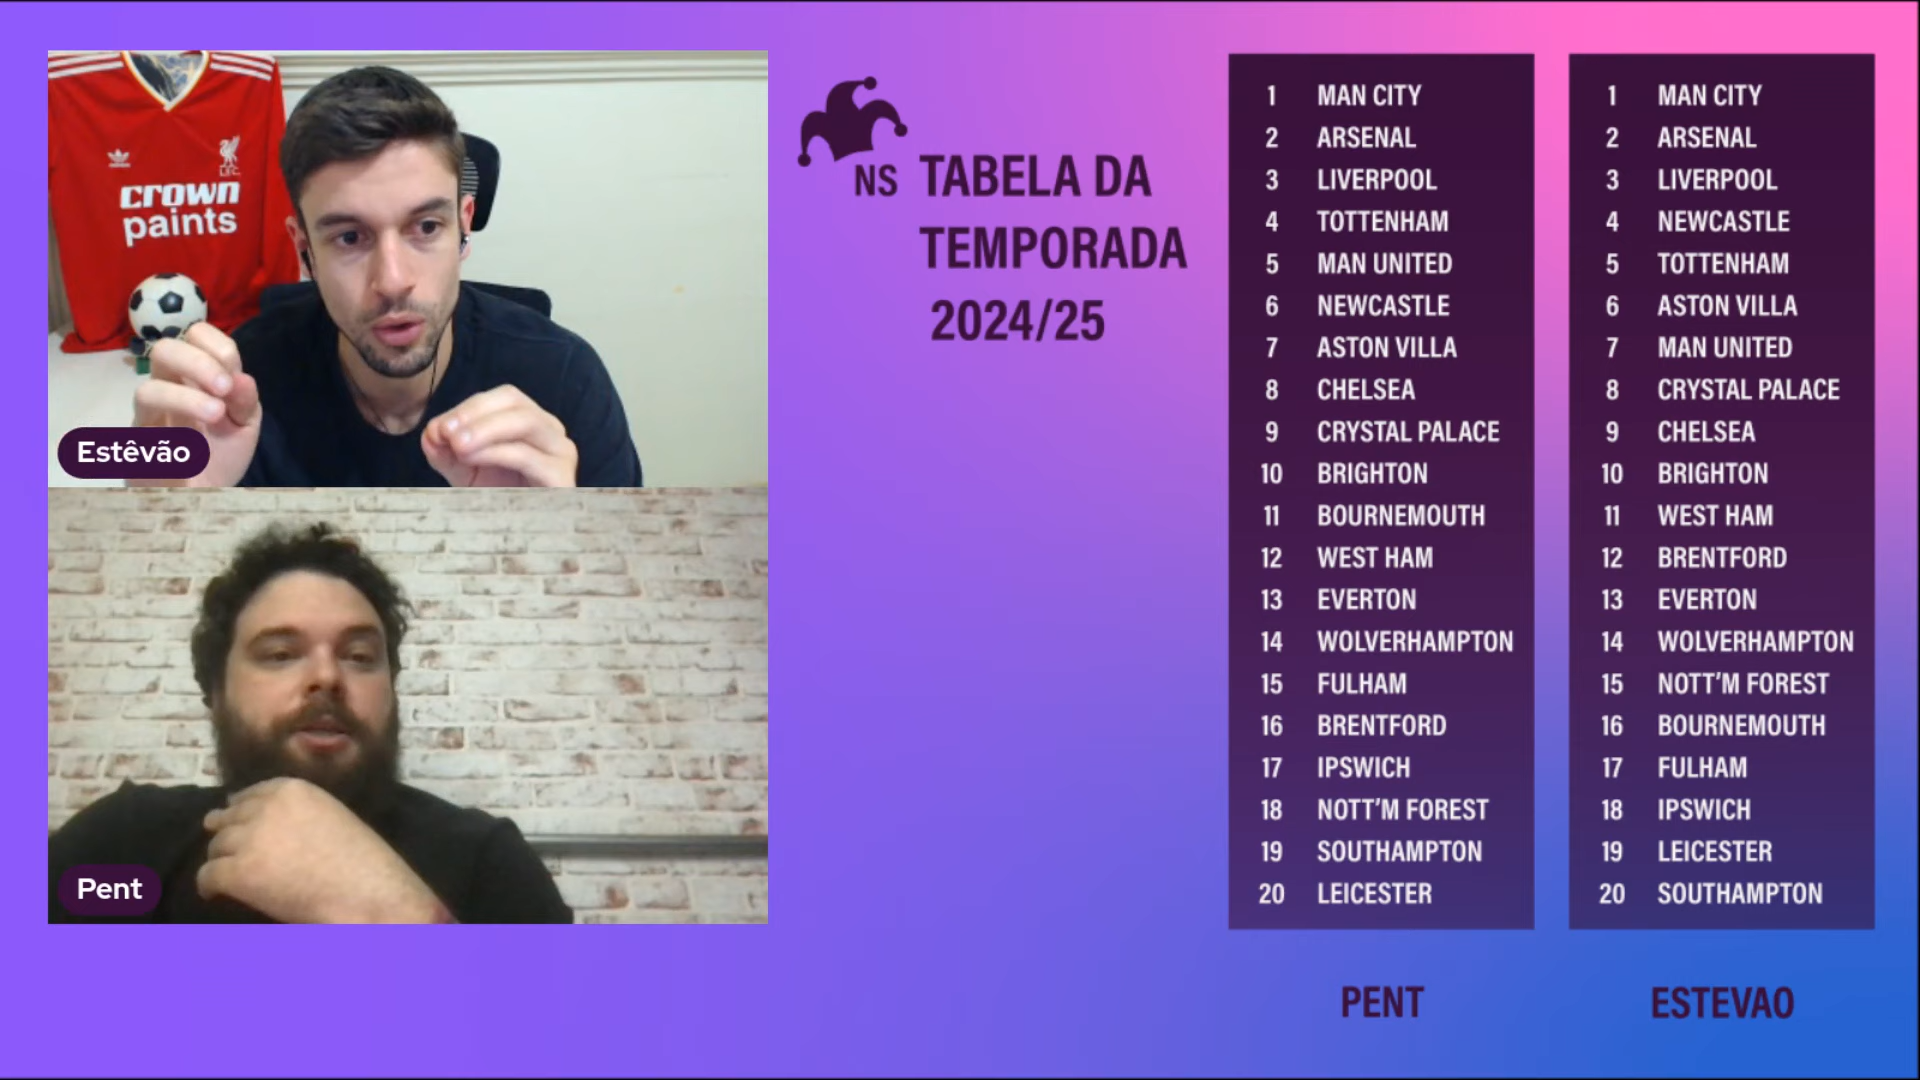 crown
paints
L.F.C.
Estêvão
Pent
NS
TABELA DA
TEMPORADA
2024/25
1 MAN CITY
2 ARSENAL
3 LIVERPOOL
4 TOTTENHAM
5 MAN UNITED
6 NEWCASTLE
7 ASTON VILLA
8 CHELSEA
9 CRYSTAL PALACE
10 BRIGHTON
11 BOURNEMOUTH
12 WEST HAM
13 EVERTON
14 WOLVERHAMPTON
15 FULHAM
16 BRENTFORD
17 IPSWICH
18 NOTT'M FOREST
19 SOUTHAMPTON
20 LEICESTER
PENT
1 MAN CITY
2 ARSENAL
3 LIVERPOOL
4 NEWCASTLE
5 TOTTENHAM
6 ASTON VILLA
7 MAN UNITED
8 CRYSTAL PALACE
9 CHELSEA
10 BRIGHTON
11 WEST HAM
12 BRENTFORD
13 EVERTON
14 WOLVERHAMPTON
15 NOTT'M FOREST
16 BOURNEMOUTH
17 FULHAM
18 IPSWICH
19 LEICESTER
20 SOUTHAMPTON
ESTEVAO